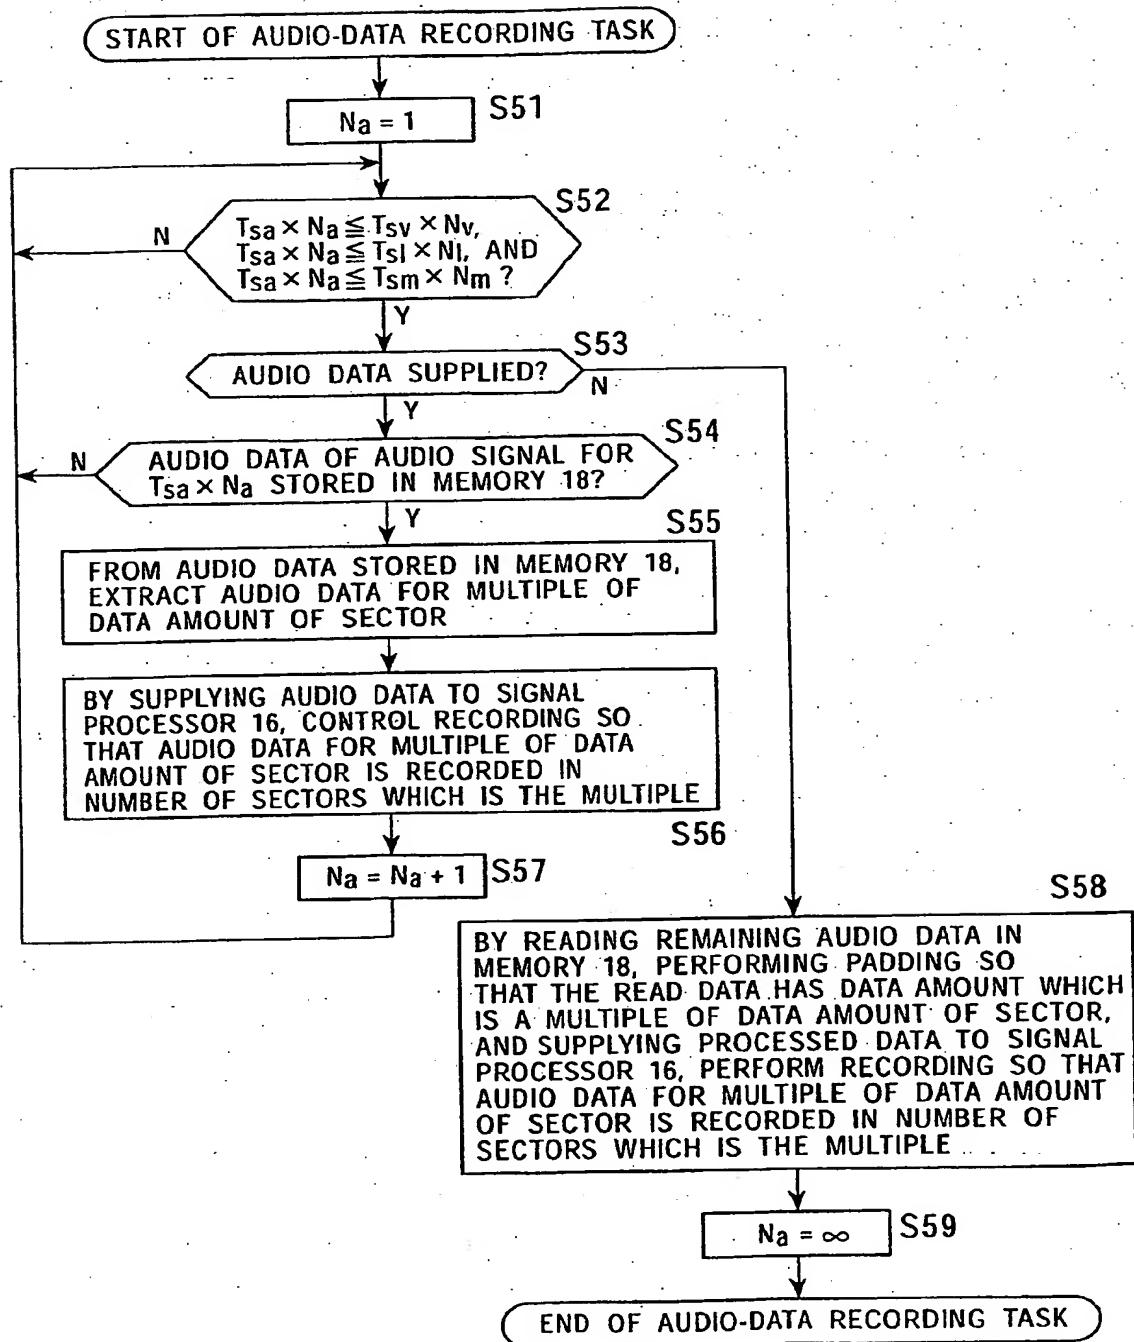 START OF AUDIO-DATA RECORDING TASK
S51
Na = 1
S52
N
Tsa × Na ≦ Tsv × Nv,
Tsa × Na ≦ Tsl × Nl, AND
Tsa × Na ≦ Tsm × Nm ?
Y
S53
AUDIO DATA SUPPLIED?
N
Y
S54
N
AUDIO DATA OF AUDIO SIGNAL FOR
Tsa × Na STORED IN MEMORY 18?
Y
S55
FROM AUDIO DATA STORED IN MEMORY 18,
EXTRACT AUDIO DATA FOR MULTIPLE OF
DATA AMOUNT OF SECTOR
BY SUPPLYING AUDIO DATA TO SIGNAL
PROCESSOR 16, CONTROL RECORDING SO
THAT AUDIO DATA FOR MULTIPLE OF DATA
AMOUNT OF SECTOR IS RECORDED IN
NUMBER OF SECTORS WHICH IS THE MULTIPLE
S56
Na = Na + 1
S57
S58
BY READING REMAINING AUDIO DATA IN
MEMORY 18, PERFORMING PADDING SO
THAT THE READ DATA HAS DATA AMOUNT WHICH
IS A MULTIPLE OF DATA AMOUNT OF SECTOR,
AND SUPPLYING PROCESSED DATA TO SIGNAL
PROCESSOR 16, PERFORM RECORDING SO THAT
AUDIO DATA FOR MULTIPLE OF DATA AMOUNT
OF SECTOR IS RECORDED IN NUMBER OF
SECTORS WHICH IS THE MULTIPLE
Na = ∞
S59
END OF AUDIO-DATA RECORDING TASK